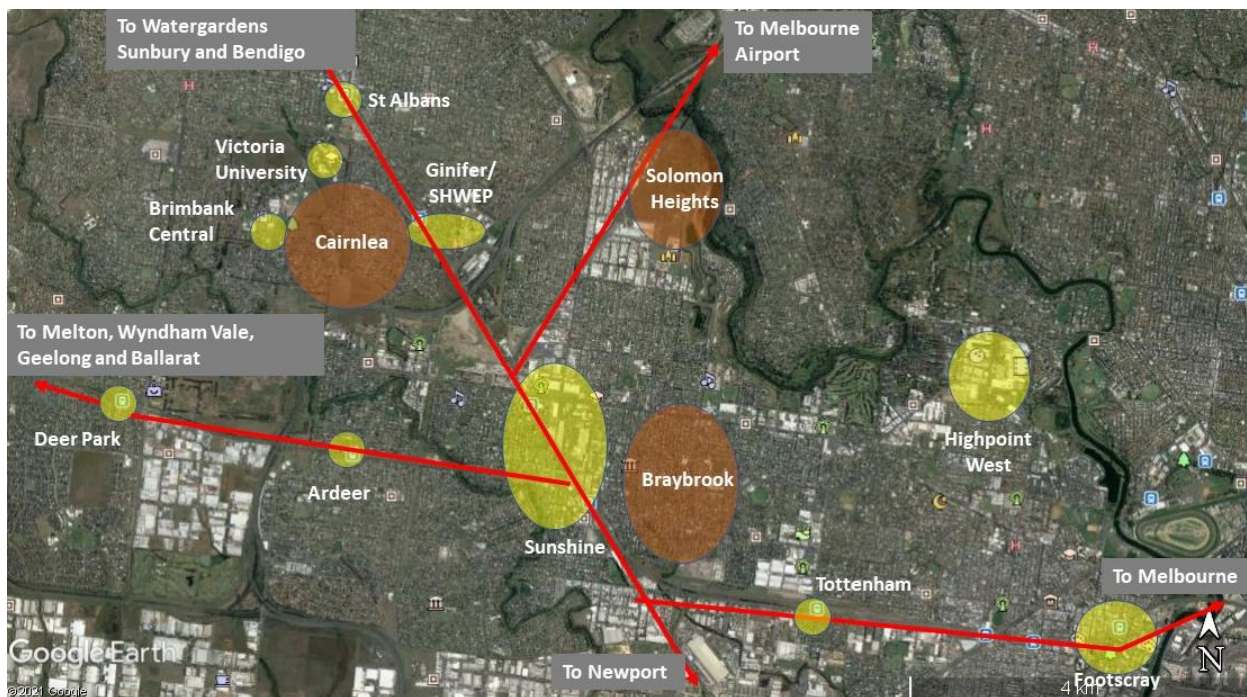 To Watergardens
Sunbury and Bendigo
To Melbourne
Airport
St Albans
Victoria
University
Ginifer/
SHWEP
Solomon
Heights
Brimbank
Central
Cairnlea
To Melton, Wyndham Vale,
Geelong and Ballarat
Deer Park
Ardeer
Highpoint
West
Braybrook
Sunshine
Tottenham
To Melbourne
To Newport
N
Google Earth
4 km
Footscray
©2021 Google